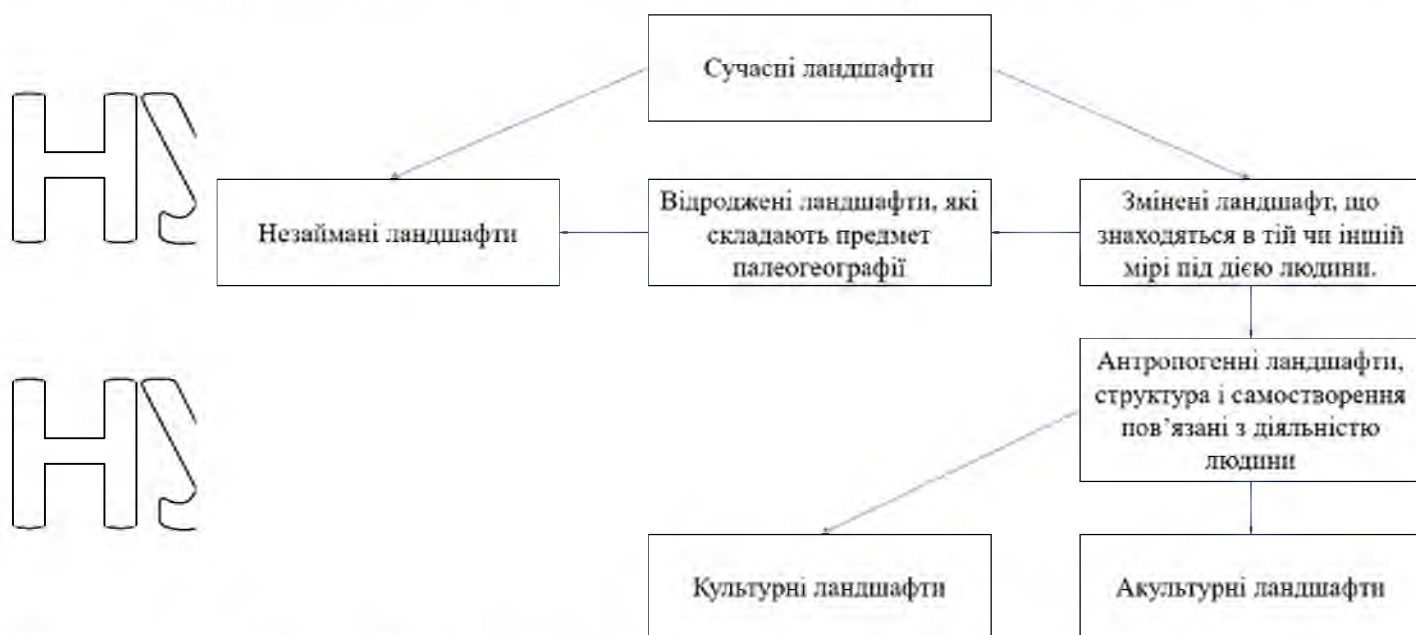 Сучасні ландшафти
Незаймані ландшафти
Відроджені ландшафти, які
складають предмет
палеогеографії
Змінені ландшафт, що
знаходяться в тій чи іншій
мірі під дією людини.
Антропогенні ландшафти,
структура і самостворення
пов’язані з діяльністю
людини
Культурні ландшафти
Акультурні ландшафти